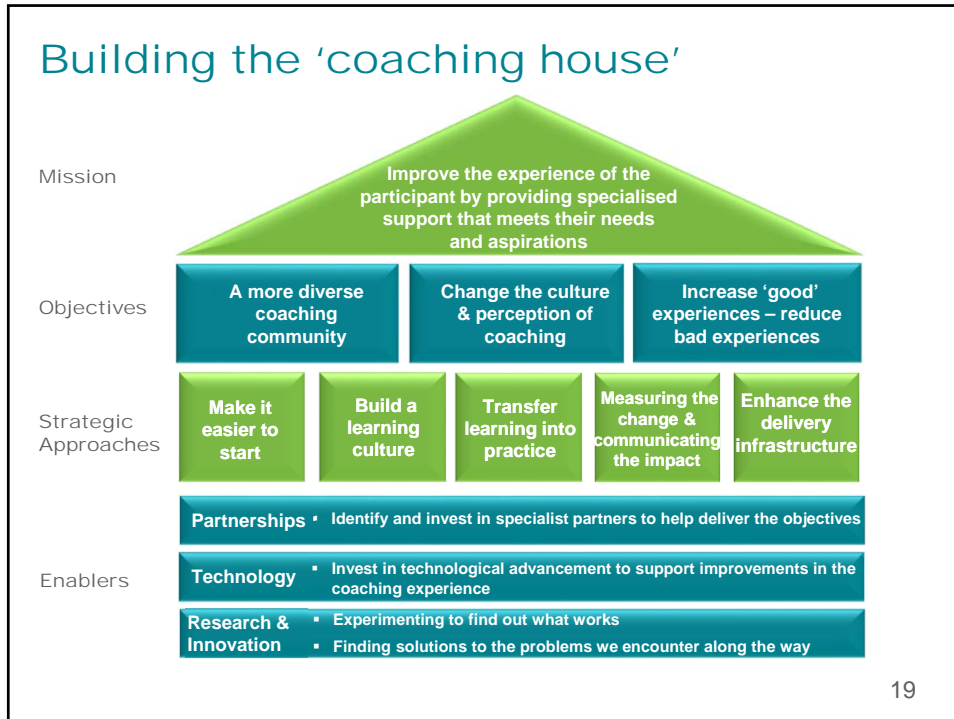 Building the ‘coaching house’
Mission
Improve the experience of the
participant by providing specialised
support that meets their needs
and aspirations
Objectives
A more diverse
coaching
community
Change the culture
& perception of
coaching
Increase ‘good’
experiences – reduce
bad experiences
Strategic
Approaches
Make it
easier to
start
Build a
learning
culture
Transfer
learning into
practice
Measuring the
change &
communicating
the impact
Enhance the
delivery
infrastructure
Enablers
Partnerships
▪ Identify and invest in specialist partners to help deliver the objectives
Technology
▪ Invest in technological advancement to support improvements in the
coaching experience
Research &
Innovation
▪ Experimenting to find out what works
▪ Finding solutions to the problems we encounter along the way
19